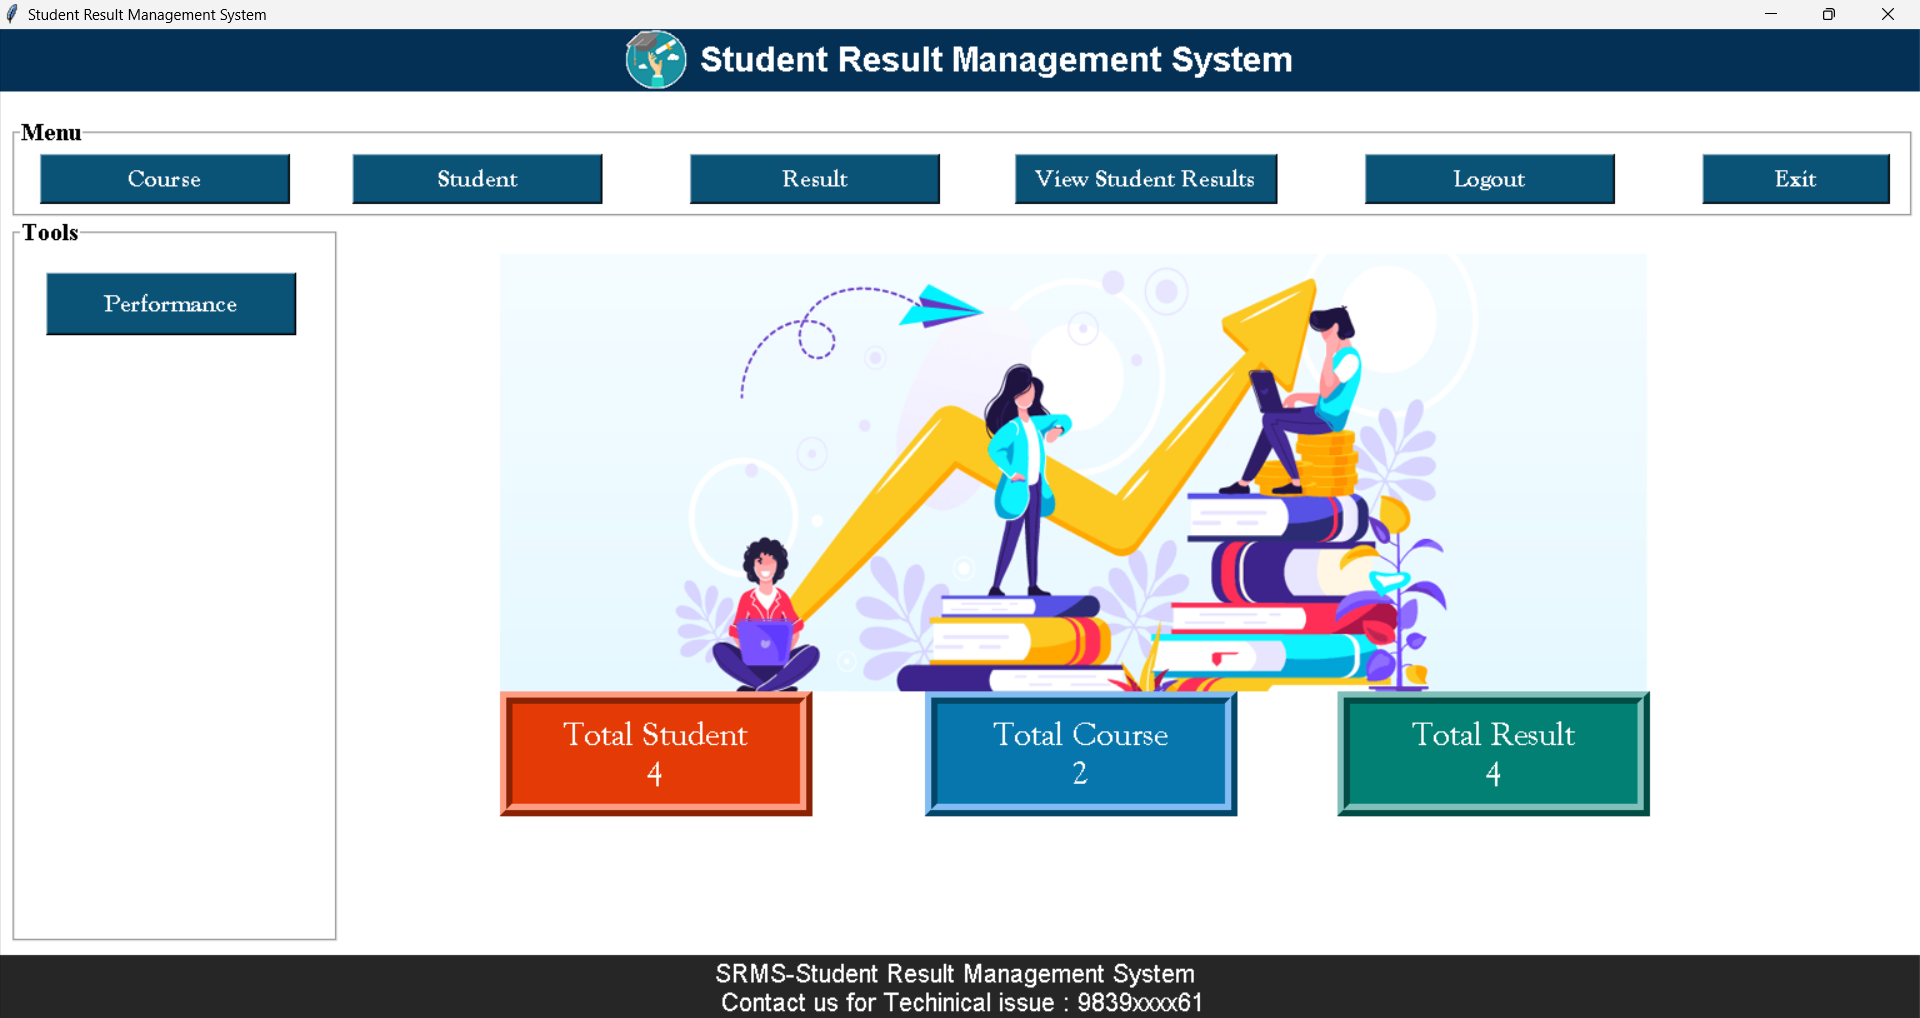 Student Result Management System
Student Result Management System
Menu
Course
Student
Result
View Student Results
Logout
Exit
Tools
Performance
Total Student
4
Total Course
2
Total Result
4
SRMS-Student Result Management System
Contact us for Techinical issue : 9839xxxx61